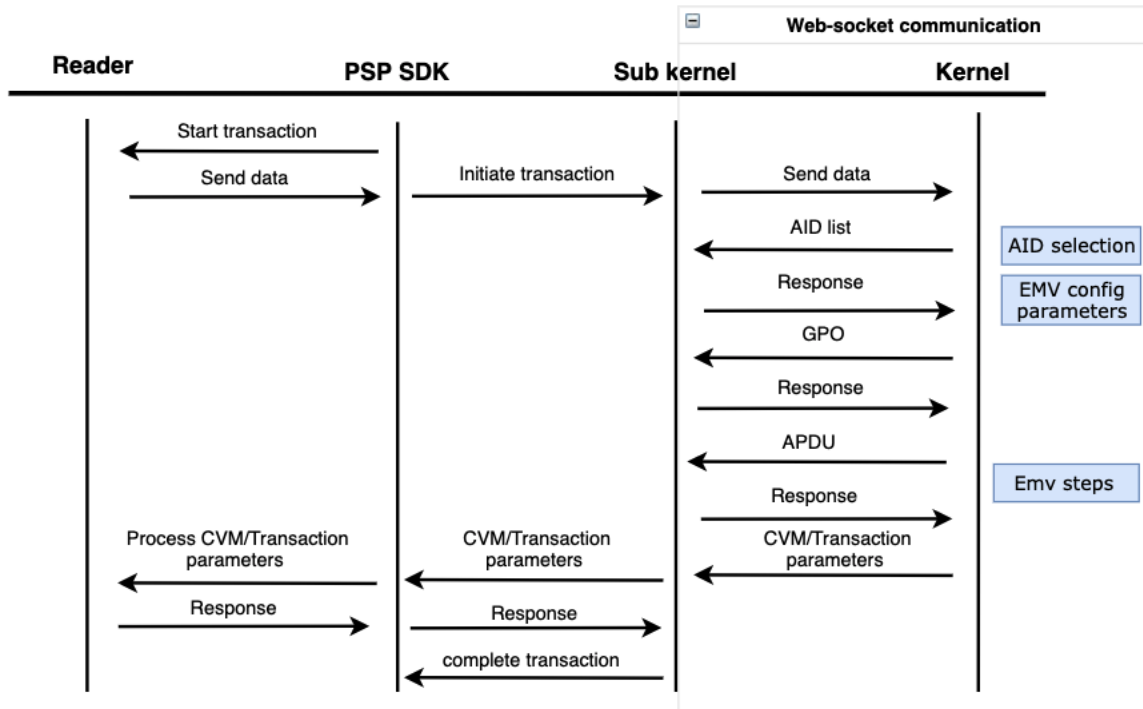 Web-socket communication
Reader
PSP SDK
Sub kernel
Kernel
Start transaction
Send data
Initiate transaction
Send data
AID list
AID selection
Response
EMV config
parameters
GPO
Response
APDU
Emv steps
Response
Process CVM/Transaction
parameters
CVM/Transaction
parameters
CVM/Transaction
parameters
Response
Response
complete transaction